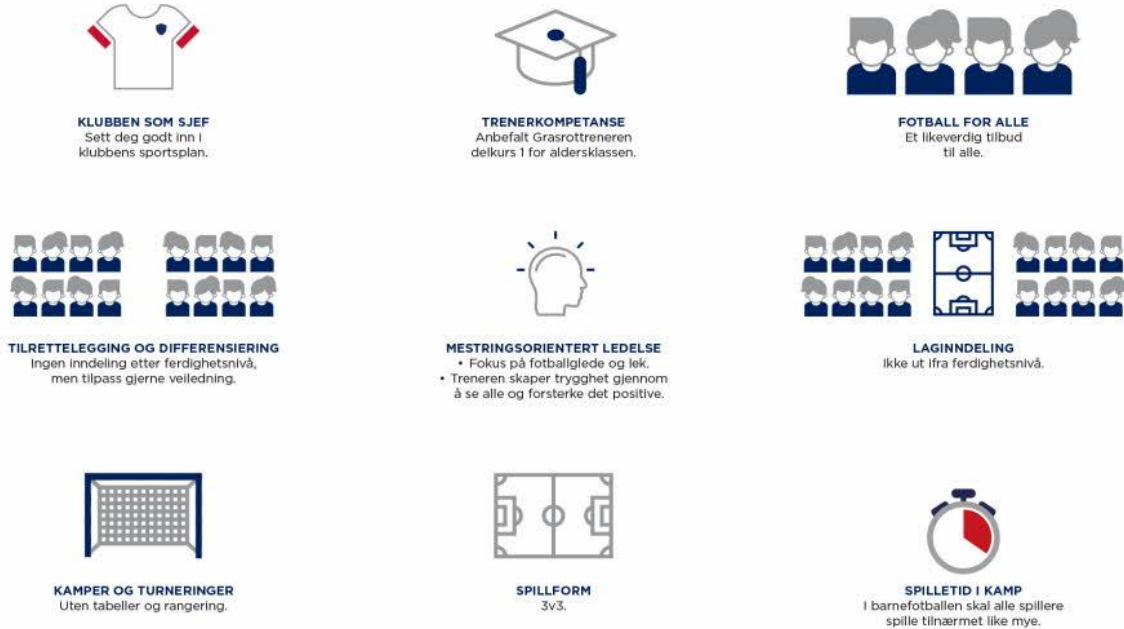 KLUBBEN SOM SJEF
Sett deg godt inn i
klubbens sportsplan.
TRENERKOMPETANSE
Anbefalt Grasrottreneren
delkurs 1 for aldersklassen.
FOTBALL FOR ALLE
Et likeverdig tilbud
til alle.
TILRETTELEGGING OG DIFFERENSIERING
Ingen inndeling etter ferdighetsnivå,
men tilpass gjerne veiledning.
MESTRINGSORIENTERT LEDELSE
• Fokus på fotballglede og lek.
• Treneren skaper trygghet gjennom
å se alle og forsterke det positive.
LAGINNDELING
Ikke ut ifra ferdighetsnivå.
KAMPER OG TURNERINGER
Uten tabeller og rangering.
SPILLFORM
3v3.
SPILLETID I KAMP
I barnefotballen skal alle spillere
spille tilnærmet like mye.